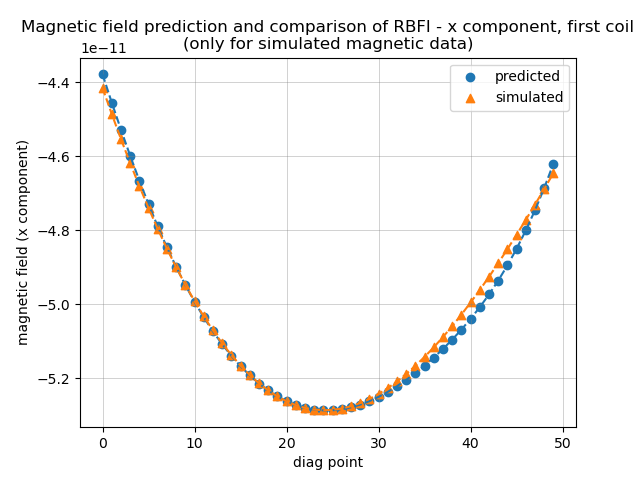 Magnetic field prediction and comparison of RBFI - x component, first coil
(only for simulated magnetic data)
1e−11
predicted
simulated
−4.4
−4.6
−4.8
−5.0
−5.2
magnetic field (x component)
0 10 20 30 40 50
diag point